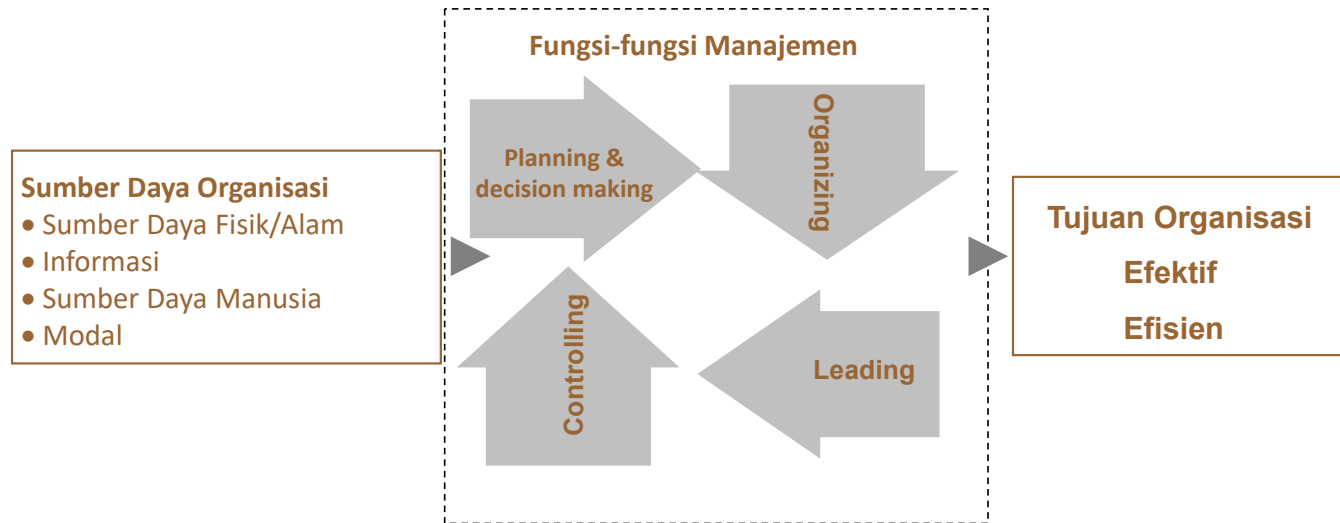 Fungsi-fungsi Manajemen
Planning &
decision making
Organizing
Sumber Daya Organisasi
• Sumber Daya Fisik/Alam
• Informasi
• Sumber Daya Manusia
• Modal
Controlling
Leading
Tujuan Organisasi
Efektif
Efisien